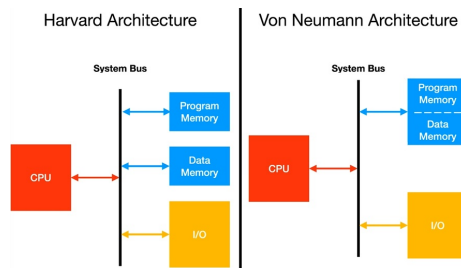 Harvard Architecture
System Bus
Program
Memory
CPU
Data
Memory
I/O
Von Neumann Architecture
System Bus
Program
Memory
Data
Memory
CPU
I/O